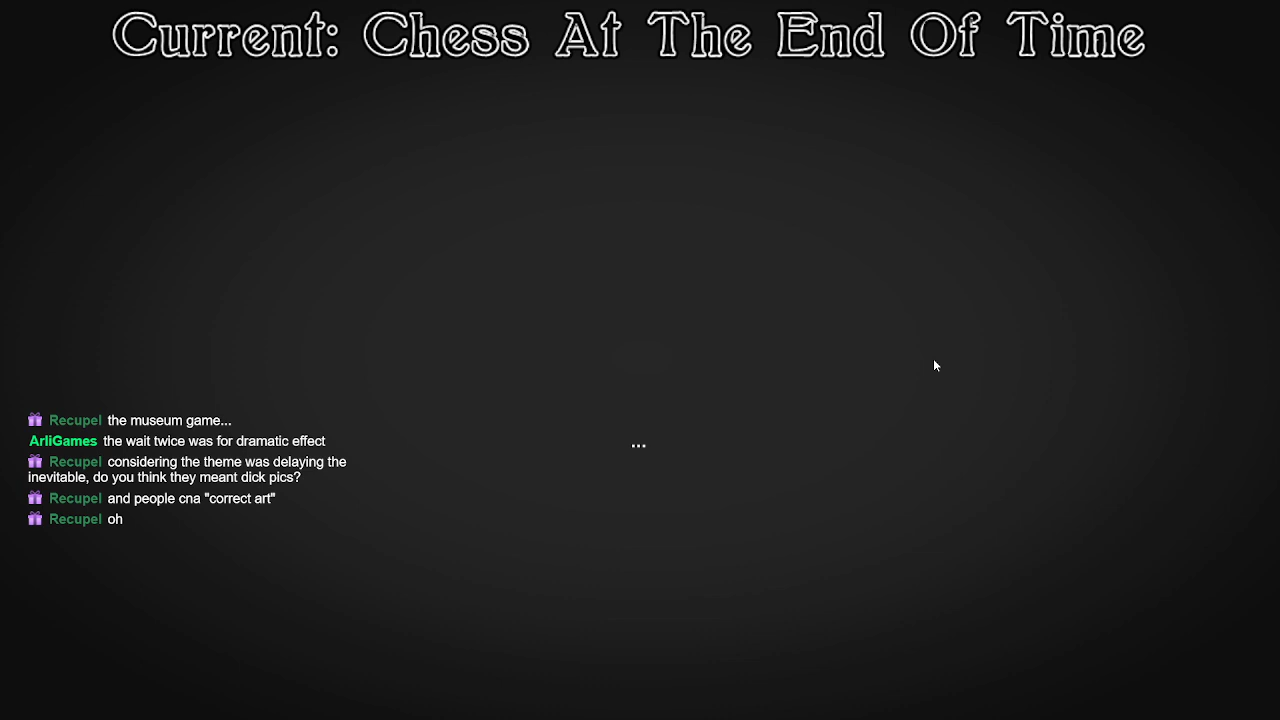 Current: Chess At The End Of Time
Recupel the museum game...
ArliGames the wait twice was for dramatic effect
...
Recupel considering the theme was delaying the
inevitable, do you think they meant dick pics?
Recupel and people cna "correct art"
Recupel oh